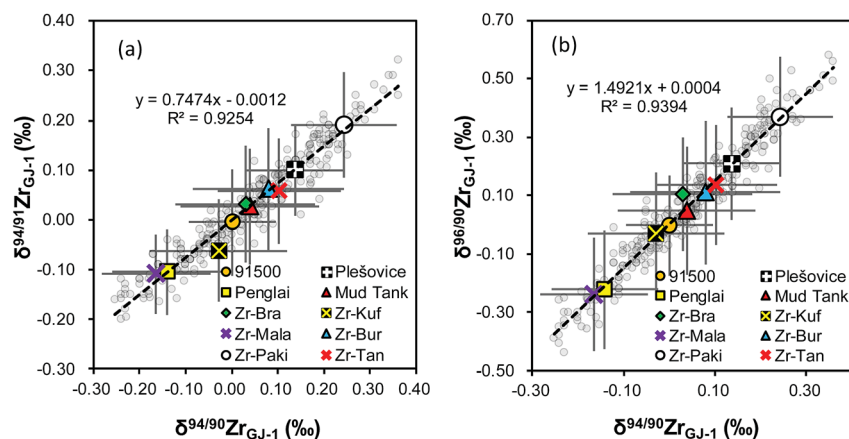 (a)
y = 0.7474x - 0.0012
R² = 0.9254
0.40
0.30
0.20
0.10
0.00
-0.10
-0.20
-0.30
δ94/91ZrGJ-1 (‰)
91500
Plešovice
Penglai
Mud Tank
Zr-Bra
Zr-Kuf
Zr-Mala
Zr-Bur
Zr-Paki
Zr-Tan
-0.30 -0.20 -0.10 0.00 0.10 0.20 0.30 0.40
δ94/90ZrGJ-1 (‰)
(b)
y = 1.4921x + 0.0004
R² = 0.9394
0.70
0.50
0.30
0.10
-0.10
-0.30
-0.50
δ96/90ZrGJ-1 (‰)
91500
Plešovice
Penglai
Mud Tank
Zr-Bra
Zr-Kuf
Zr-Mala
Zr-Bur
Zr-Paki
Zr-Tan
-0.30 -0.10 0.10 0.30
δ94/90ZrGJ-1 (‰)